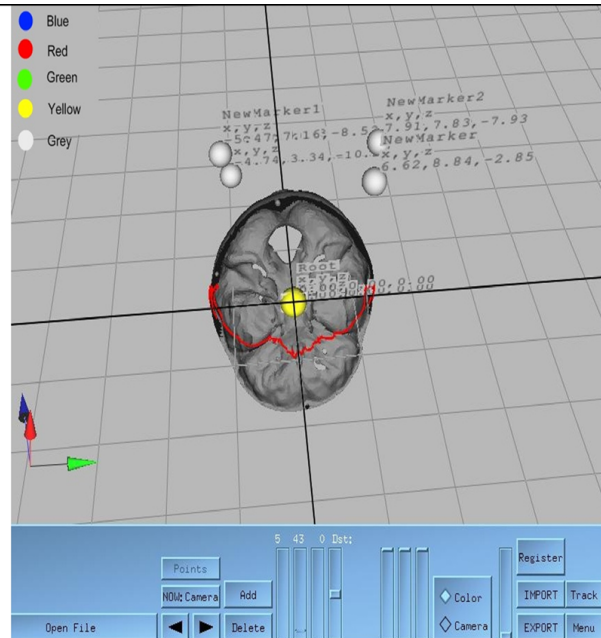 Blue
Red
Green
Yellow
Grey
NewMarker1
x,y,z
NewMarker2
x,y,z
7.91, 7.83, -7.93
x,y,z
NewMarker
x,y,z
6.62, 8.84, -2.85
Root
x,y,z
5 43 0 Dst:
Points
NOW: Camera
Add
Delete
Open File
Color
Camera
Register
IMPORT
Track
EXPORT
Menu